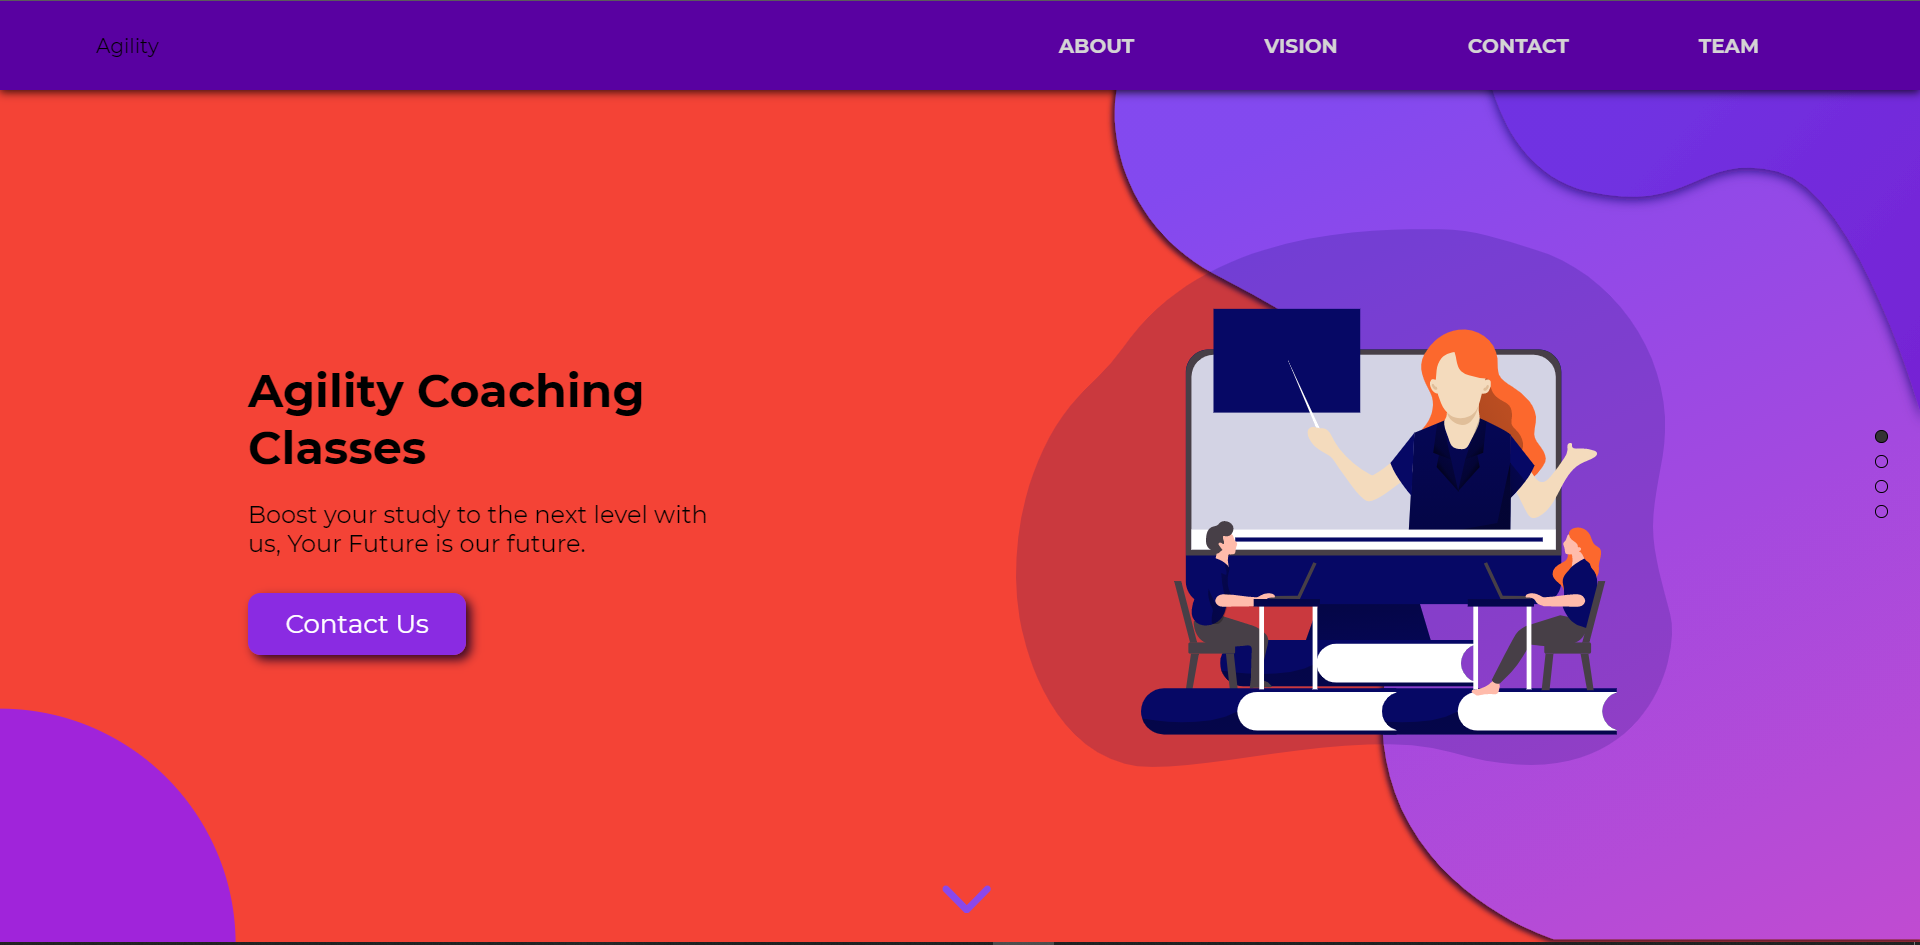 Agility
ABOUT
VISION
CONTACT
TEAM
Agility Coaching
Classes
Boost your study to the next level with
us, Your Future is our future.
Contact Us